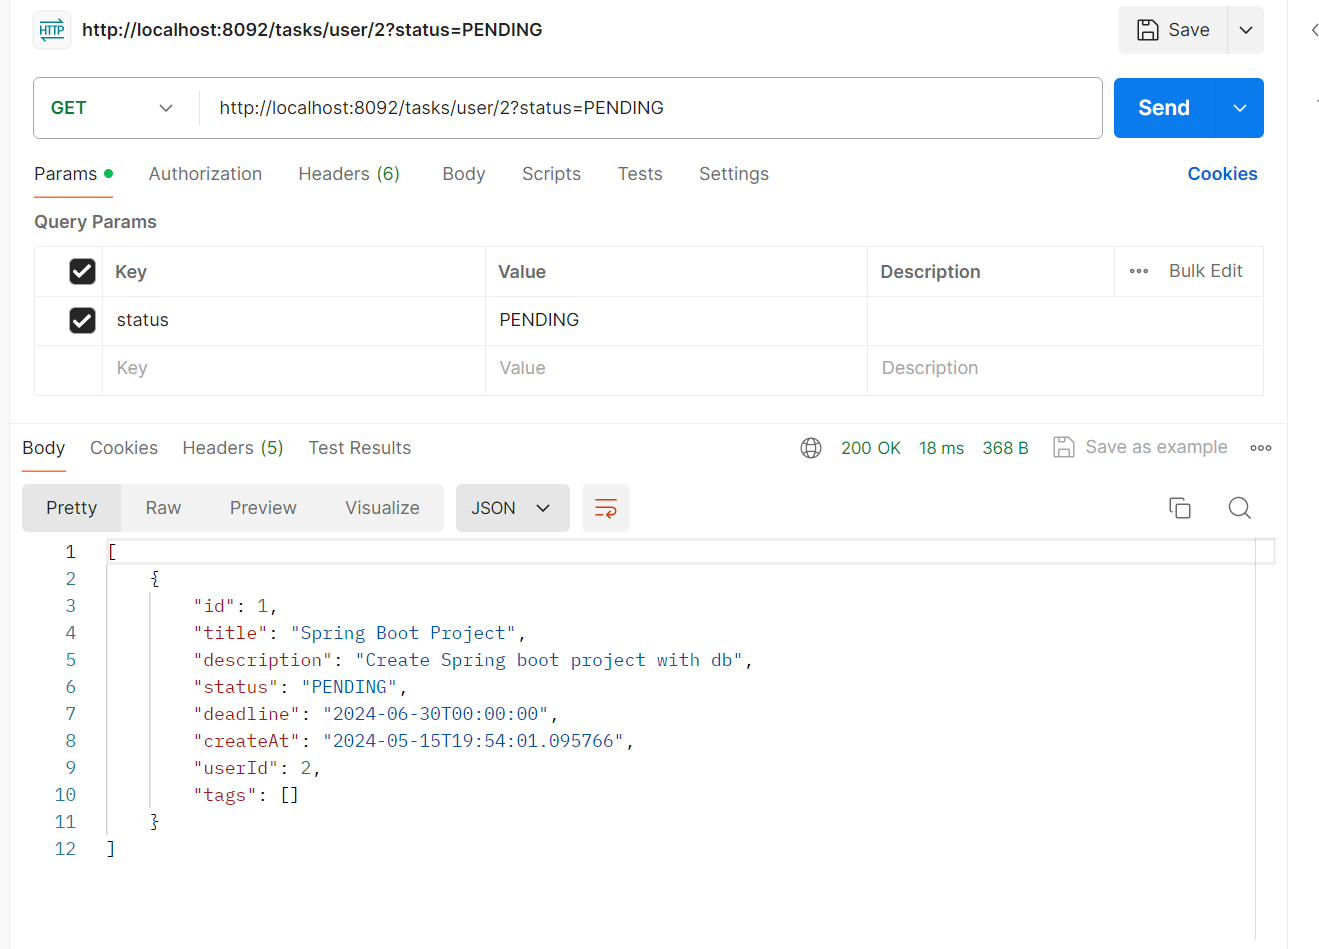 HTTP http://localhost:8092/tasks/user/2?status=PENDING Save
GET http://localhost:8092/tasks/user/2?status=PENDING Send
Params Authorization Headers (6) Body Scripts Tests Settings Cookies
Query Params
Key Value Description Bulk Edit
status PENDING
Key Value Description
Body Cookies Headers (5) Test Results 200 OK 18 ms 368 B Save as example
Pretty Raw Preview Visualize JSON
1 [
2 {
3 "id": 1,
4 "title": "Spring Boot Project",
5 "description": "Create Spring boot project with db",
6 "status": "PENDING",
7 "deadline": "2024-06-30T00:00:00",
8 "createAt": "2024-05-15T19:54:01.095766",
9 "userId": 2,
10 "tags": []
11 }
12 ]